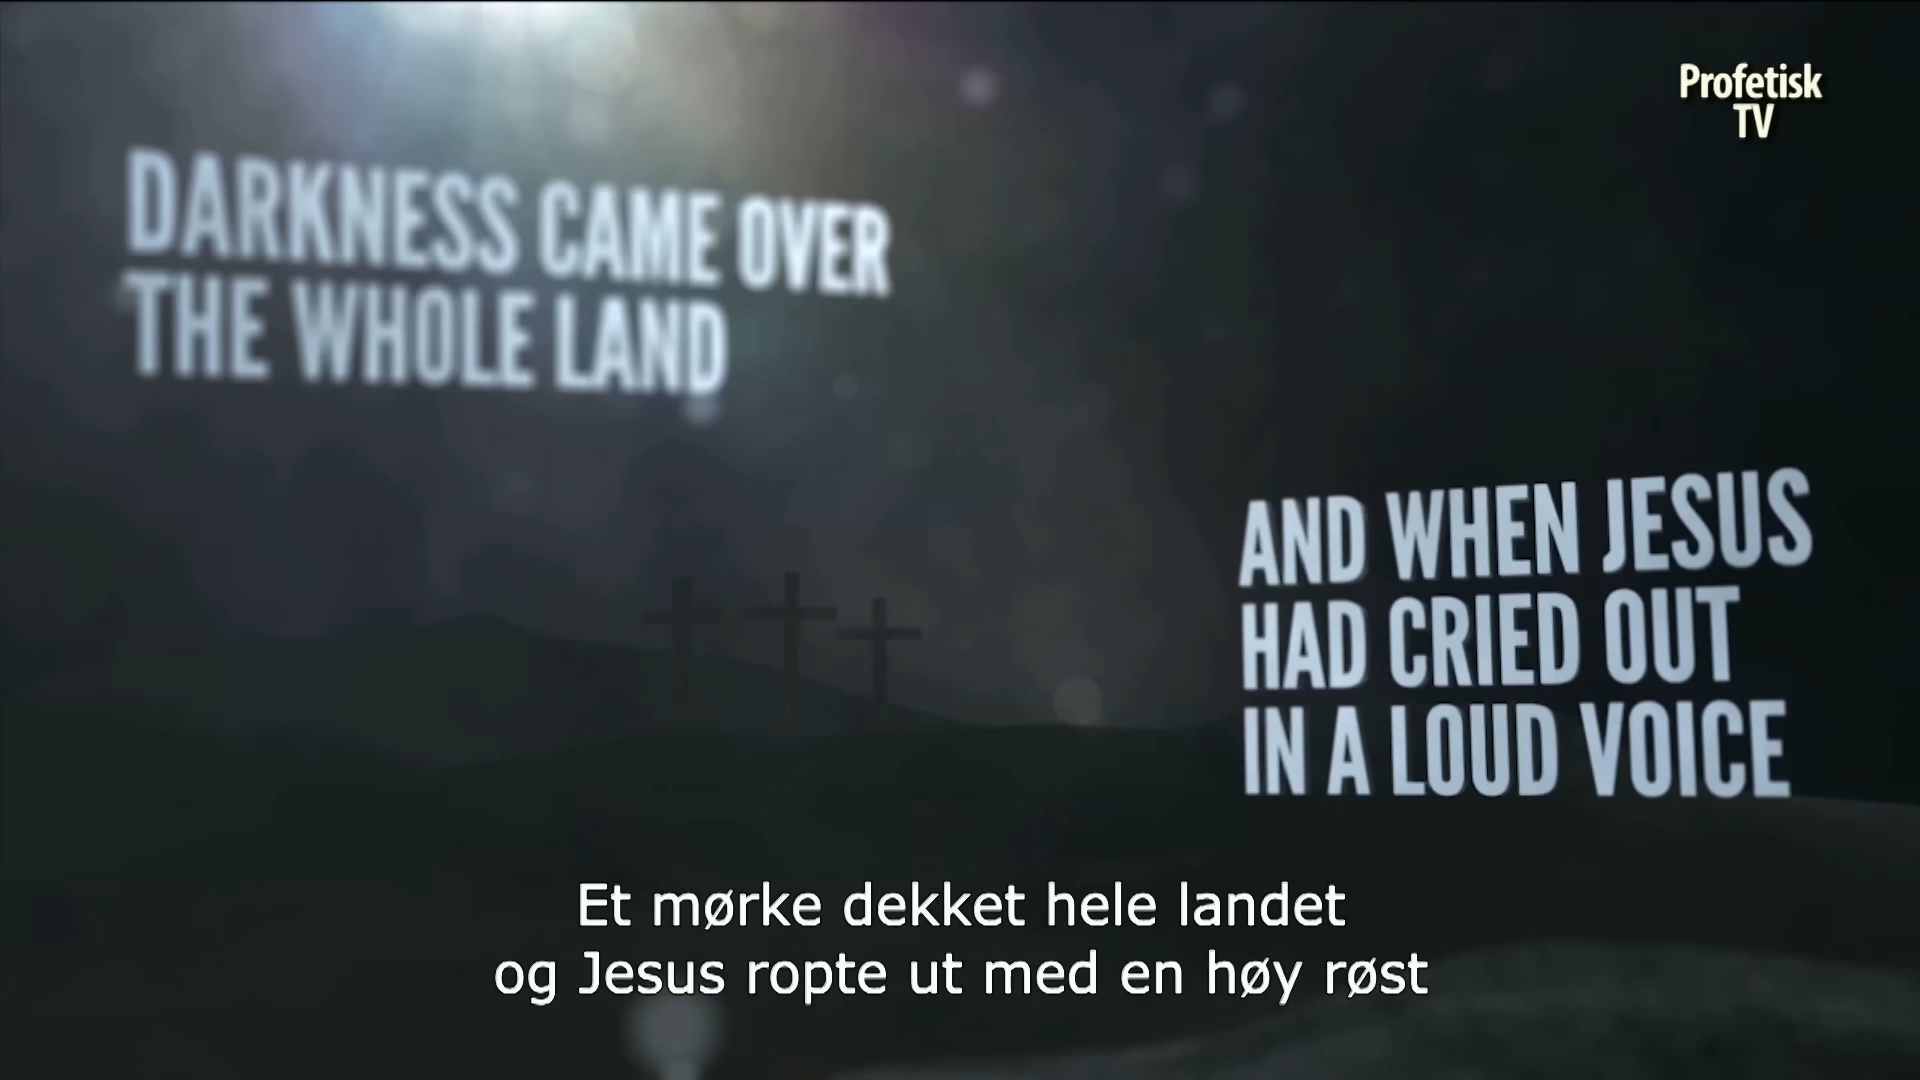 Profetisk
TV
DARKNESS CAME OVER
THE WHOLE LAND
AND WHEN JESUS
HAD CRIED OUT
IN A LOUD VOICE
Et mørke dekket hele landet
og Jesus ropte ut med en høy røst